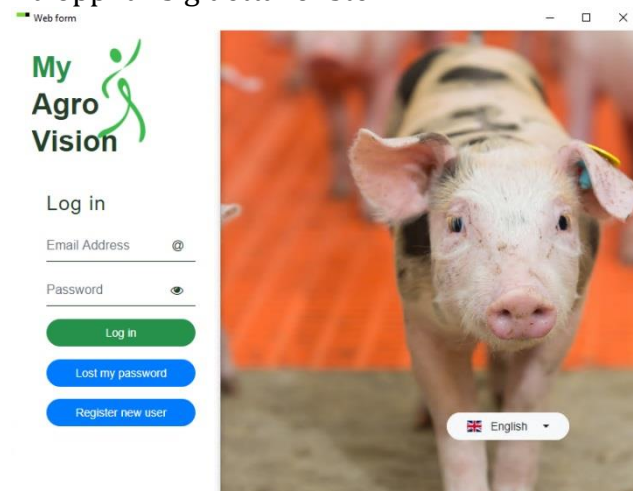 Web form
My
Agro
Vision
Log in
Email Address @
Password
Log in
Lost my password
Register new user
English